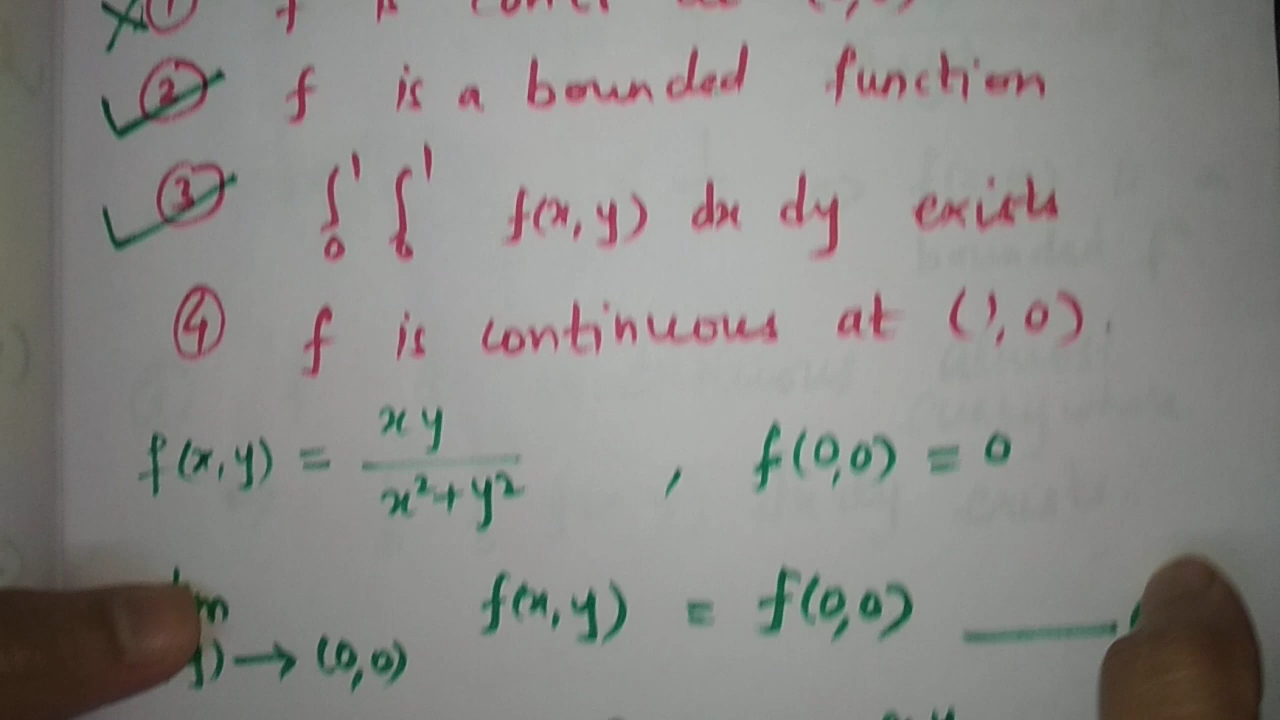 ② f is a bounded function
③ ∫₀¹ ∫₀¹ f(x, y) dx dy exists
④ f is continuous at (1, 0).
f(x, y) = xy / x²+y² , f(0,0) = 0
f(x, y) = f(0,0)
→ (0,0)